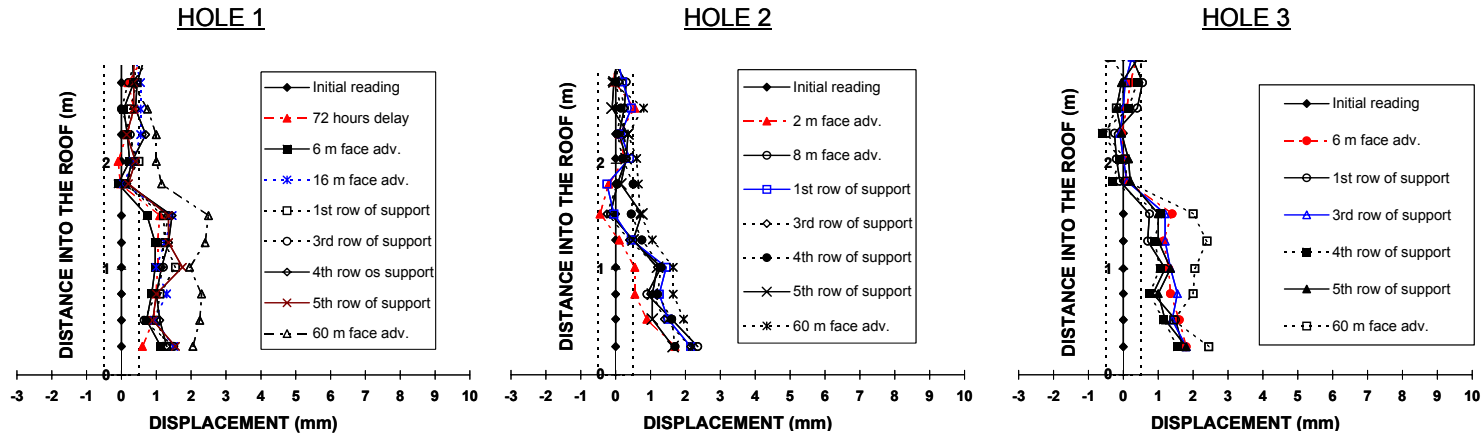 HOLE 1
DISTANCE INTO THE ROOF (m)
2
1
0
Initial reading
72 hours delay
6 m face adv.
16 m face adv.
1st row of support
3rd row of support
4th row os support
5th row of support
60 m face adv.
-3 -2 -1 0 1 2 3 4 5 6 7 8 9 10
DISPLACEMENT (mm)
HOLE 2
DISTANCE INTO THE ROOF (m)
2
1
0
Initial reading
2 m face adv.
8 m face adv.
1st row of support
3rd row of support
4th row of support
5th row of support
60 m face adv.
-3 -2 -1 0 1 2 3 4 5 6 7 8 9 10
DISPLACEMENT (mm)
HOLE 3
DISTANCE INTO THE ROOF (m)
2
1
0
Initial reading
6 m face adv.
1st row of support
3rd row of support
4th row of support
5th row of support
60 m face adv.
-3 -2 -1 0 1 2 3 4 5 6 7 8 9 10
DISPLACEMENT (mm)